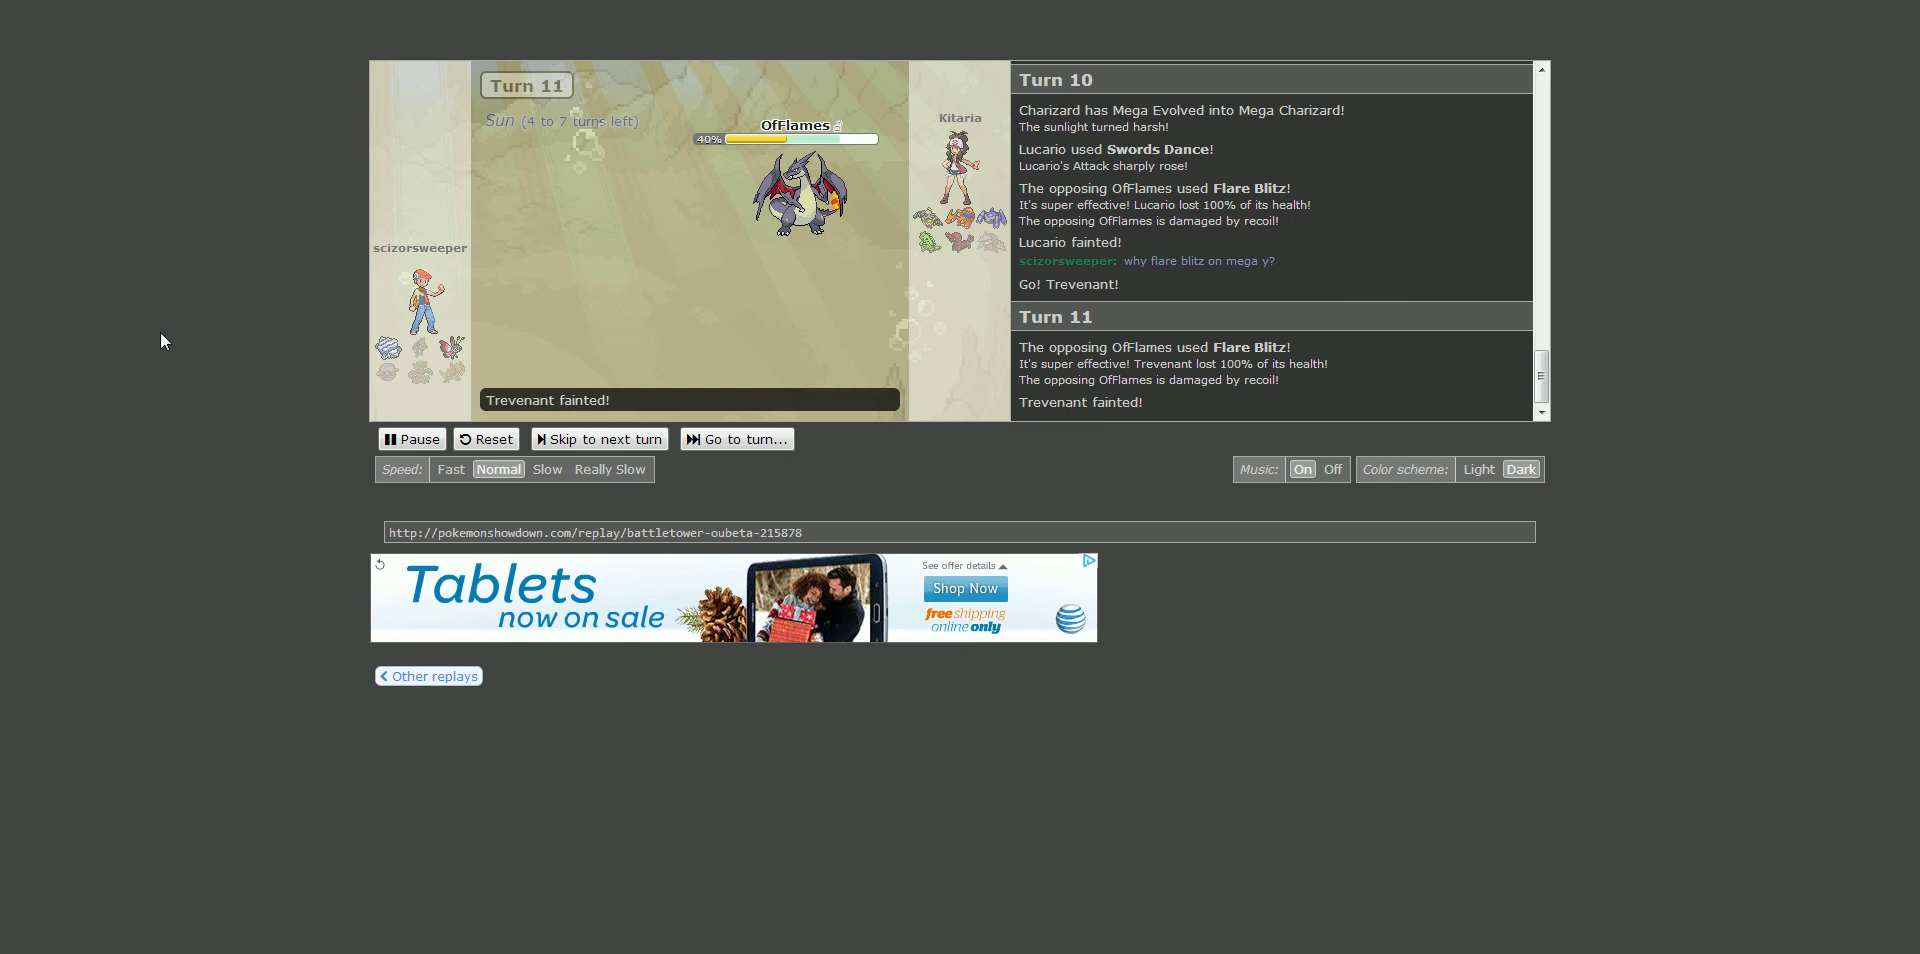 Turn 11
Sun (4 to 7 turns left)
OfFlames
40%
scizorsweeper
Kitaria
Trevenant fainted!
Turn 10
Charizard has Mega Evolved into Mega Charizard!
The sunlight turned harsh!
Lucario used Swords Dance!
Lucario's Attack sharply rose!
The opposing OfFlames used Flare Blitz!
It's super effective! Lucario lost 100% of its health!
The opposing OfFlames is damaged by recoil!
Lucario fainted!
scizorsweeper: why flare blitz on mega y?
Go! Trevenant!
Turn 11
The opposing OfFlames used Flare Blitz!
It's super effective! Trevenant lost 100% of its health!
The opposing OfFlames is damaged by recoil!
Trevenant fainted!
Pause Reset Skip to next turn Go to turn...
Speed: Fast Normal Slow Really Slow
Music: On Off Color scheme: Light Dark
http://pokemonshowdown.com/replay/battletower-oubeta-215878
Tablets
now on sale
See offer details
Shop Now
free shipping
online only
Other replays